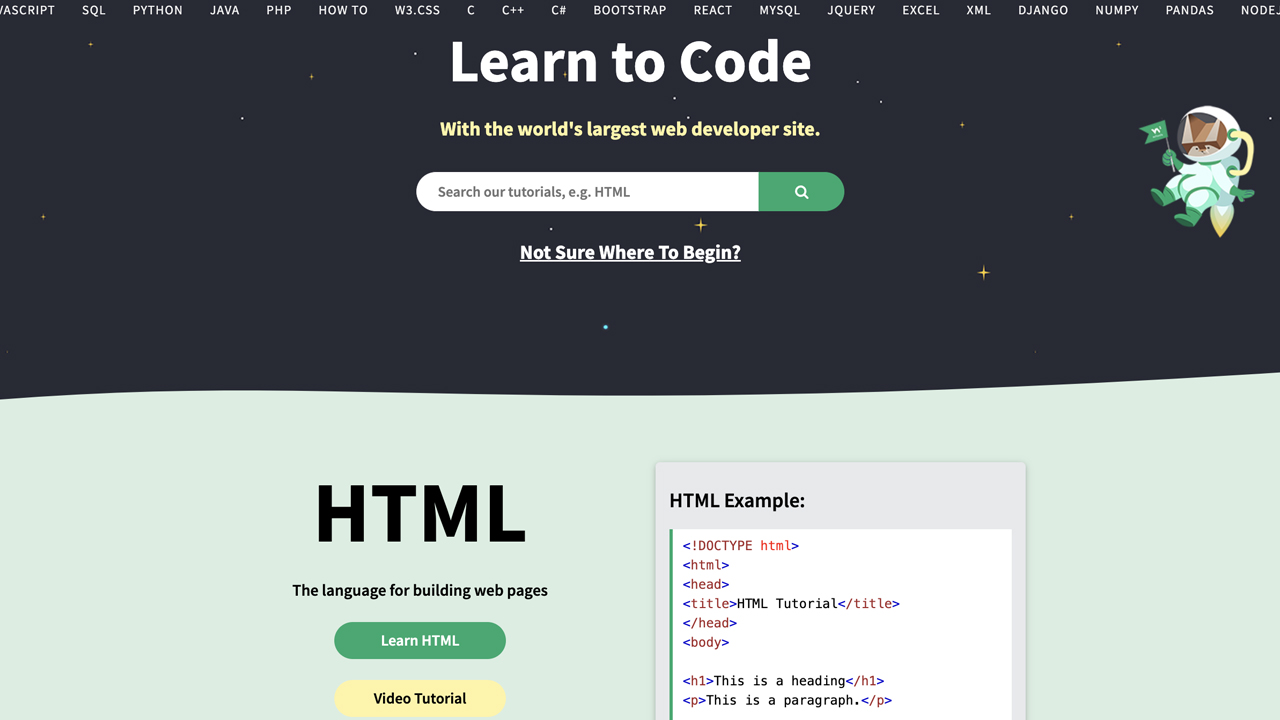 VASCRIPT SQL PYTHON JAVA PHP HOW TO W3.CSS C C++ C# BOOTSTRAP REACT MYSQL JQUERY EXCEL XML DJANGO NUMPY PANDAS NODEJ
Learn to Code
With the world's largest web developer site.
Search our tutorials, e.g. HTML
Not Sure Where To Begin?
HTML
The language for building web pages
Learn HTML
Video Tutorial
HTML Example:
<!DOCTYPE html>
<html>
<head>
<title>HTML Tutorial</title>
</head>
<body>
<h1>This is a heading</h1>
<p>This is a paragraph.</p>